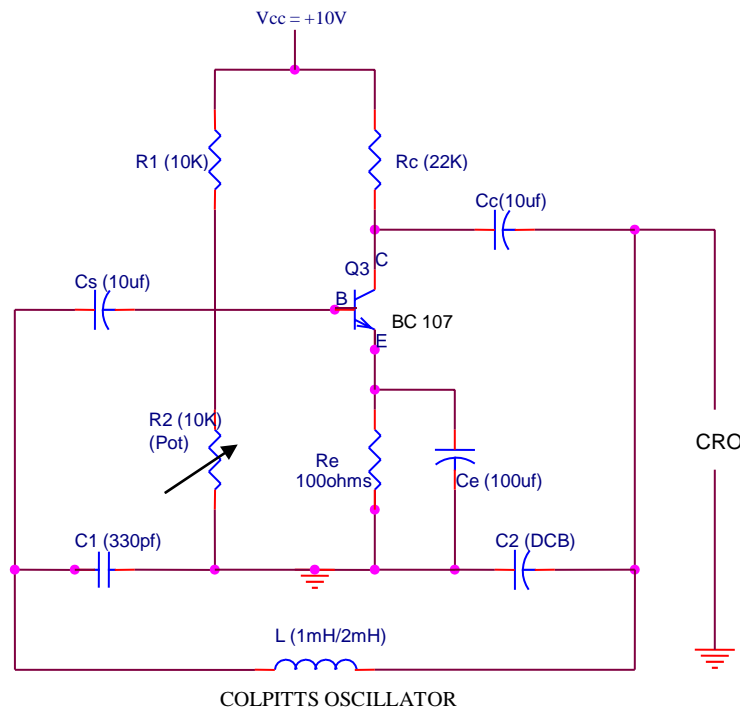 Vcc = +10V
R1 (10K)
Rc (22K)
Cc(10uf)
C
Q3
Cs (10uf)
B
BC 107
E
R2 (10K)
(Pot)
CRO
Re
100ohms
Ce (100uf)
C1 (330pf)
C2 (DCB)
L (1mH/2mH)
COLPITTS OSCILLATOR